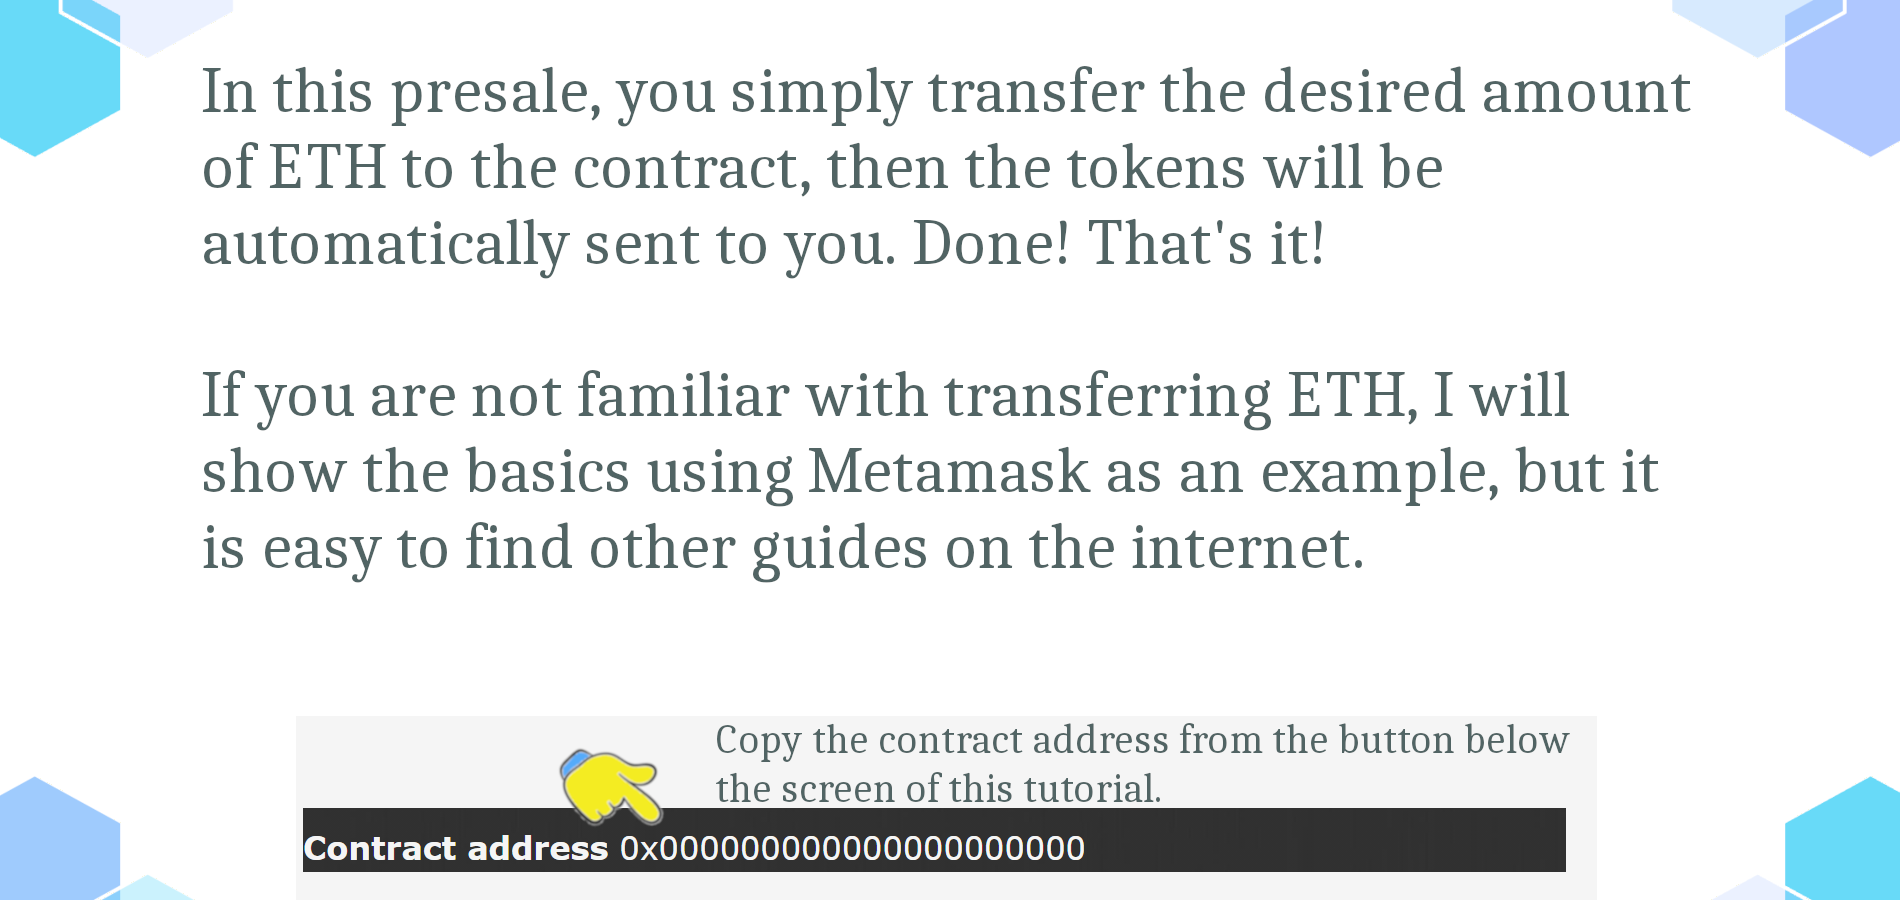 In this presale, you simply transfer the desired amount
of ETH to the contract, then the tokens will be
automatically sent to you. Done! That's it!
If you are not familiar with transferring ETH, I will
show the basics using Metamask as an example, but it
is easy to find other guides on the internet.
Copy the contract address from the button below
the screen of this tutorial.
Contract address 0x000000000000000000000